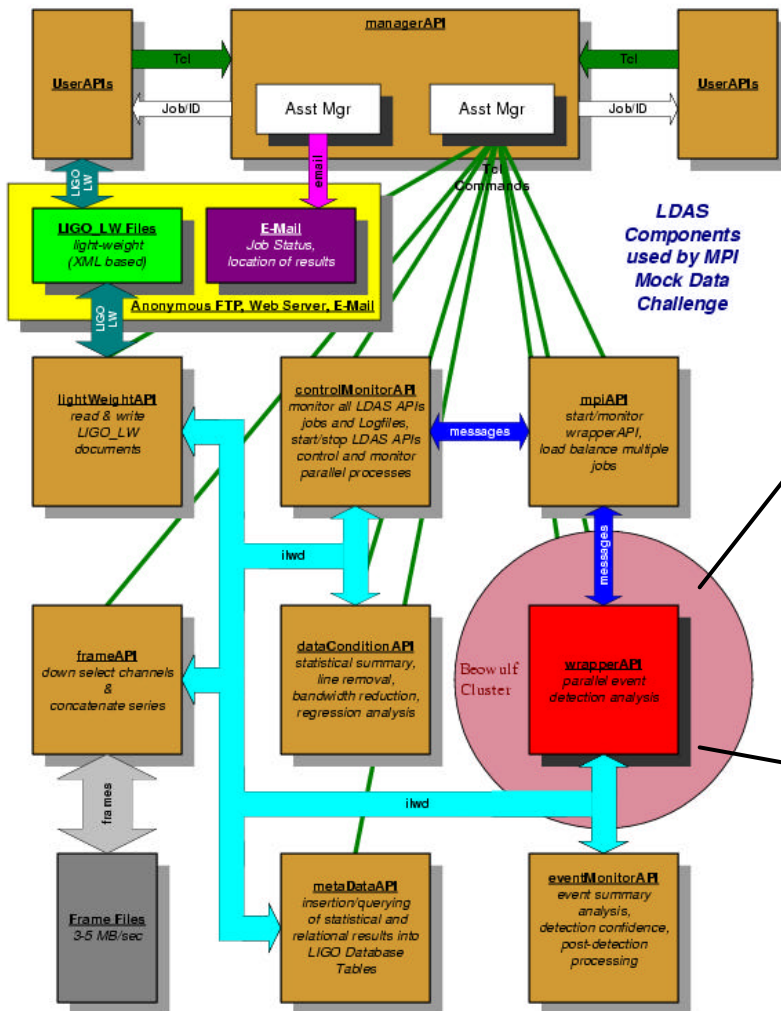 managerAPI
UserAPIs
Tcl
Job/ID
Asst Mgr
Asst Mgr
Tcl
Job/ID
UserAPIs
LIGO
LW
email
Tcl
Commands
LIGO_LW Files
light-weight
(XML based)
E-Mail
Job Status,
location of results
Anonymous FTP, Web Server, E-Mail
LDAS
Components
used by MPI
Mock Data
Challenge
LIGO
LW
lightWeightAPI
read & write
LIGO_LW
documents
controlMonitorAPI
monitor all LDAS APIs
jobs and Logfiles,
start/stop LDAS APIs
control and monitor
parallel processes
messages
mpiAPI
start/monitor
wrapperAPI,
load balance multiple
jobs
ilwd
messages
frameAPI
down select channels
&
concatenate series
dataConditionAPI
statistical summary,
line removal,
bandwidth reduction,
regression analysis
Beowulf
Cluster
wrapperAPI
parallel event
detection analysis
frames
ilwd
Frame Files
3-5 MB/sec
metaDataAPI
insertion/querying
of statistical and
relational results into
LIGO Database
Tables
eventMonitorAPI
event summary
analysis,
detection confidence,
post-detection
processing